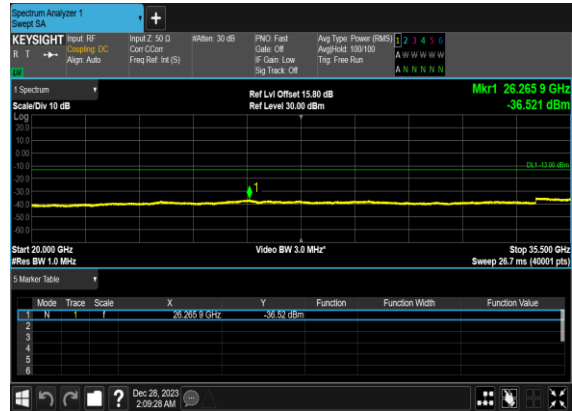 Spectrum Analyzer 1
Swept SA
+
KEYSIGHT
R T
LXI
Input: RF
Coupling: DC
Align: Auto
Input Z: 50 Ω
Corr CCorr
Freq Ref: Int (S)
#Atten: 30 dB
PNO: Fast
Gate: Off
IF Gain: Low
Sig Track: Off
Avg Type: Power (RMS)
Avg|Hold: 100/100
Trig: Free Run
1 2 3 4 5 6
A W W W W W
A N N N N N
1 Spectrum
Scale/Div 10 dB
Ref Lvl Offset 15.80 dB
Ref Level 30.00 dBm
Mkr1 26.265 9 GHz
-36.521 dBm
Log
20.0
10.0
0.00
-10.0
DL1 -13.00 dBm
-20.0
-30.0
1
-40.0
-50.0
-60.0
Start 20.000 GHz
Video BW 3.0 MHz*
Stop 35.500 GHz
#Res BW 1.0 MHz
Sweep 26.7 ms (40001 pts)
5 Marker Table
Mode Trace Scale X Y Function Function Width Function Value
1 N 1 f 26.265 9 GHz -36.52 dBm
2
3
4
5
6
?
Dec 28, 2023
2:09:28 AM